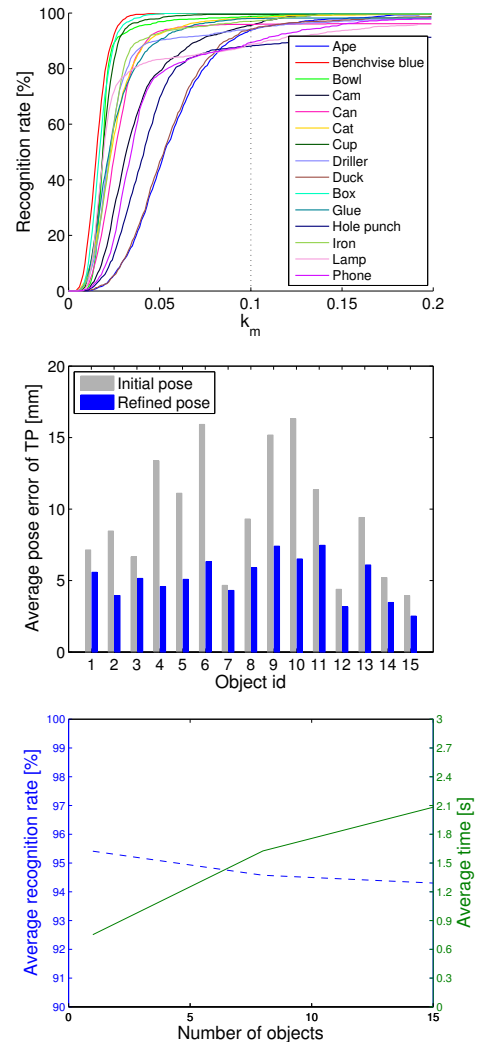 100
80
60
40
20
0
Recognition rate [%]
Ape
Benchvise blue
Bowl
Cam
Can
Cat
Cup
Driller
Duck
Box
Glue
Hole punch
Iron
Lamp
Phone
0 0.05 0.1 0.15 0.2
k_m
20
15
10
5
0
Average pose error of TP [mm]
Initial pose
Refined pose
1 2 3 4 5 6 7 8 9 10 11 12 13 14 15
Object id
100
99
98
97
96
95
94
93
92
91
90
Average recognition rate [%]
3
2.7
2.4
2.1
1.8
1.5
1.2
0.9
0.6
0.3
0
Average time [s]
0 5 10 15
Number of objects